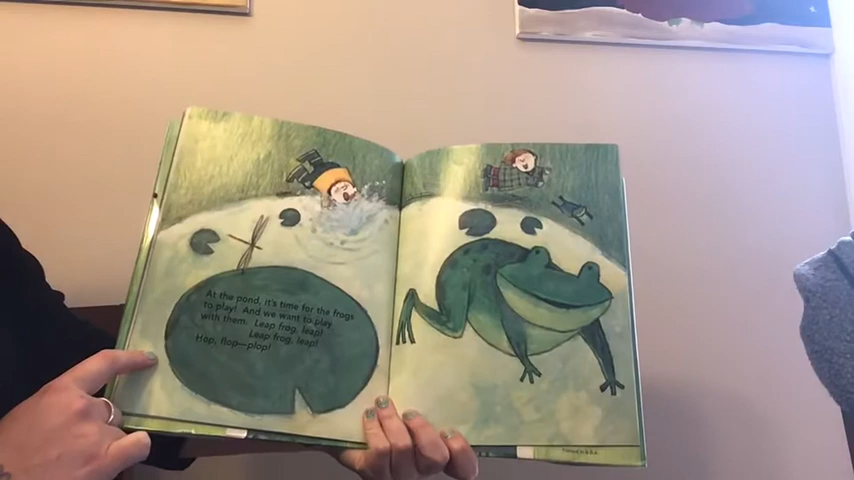 At the pond, it's time for the frogs
to play! And we want to play
with them. Leap frog, leap!
Leap frog, leap!
Hop, flop—plop!